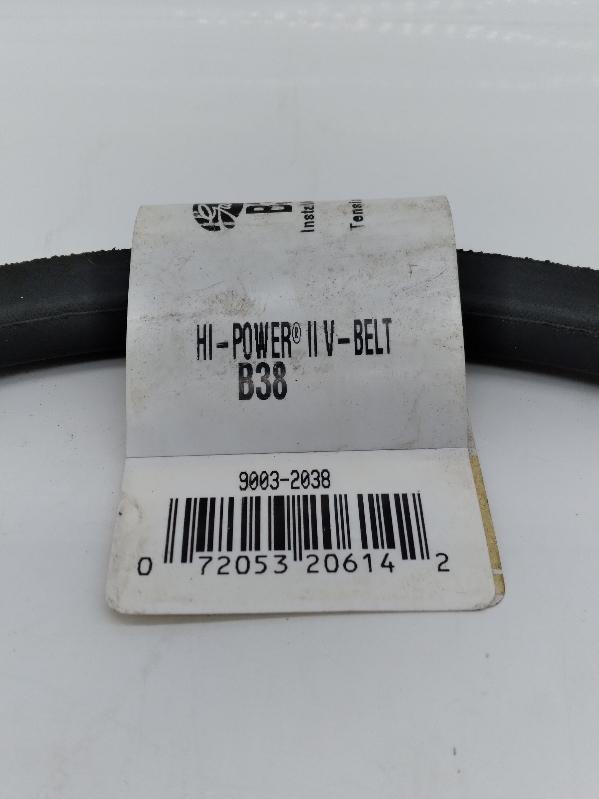 HI-POWER® II V-BELT
B38
9003-2038
0 72053 20614 2